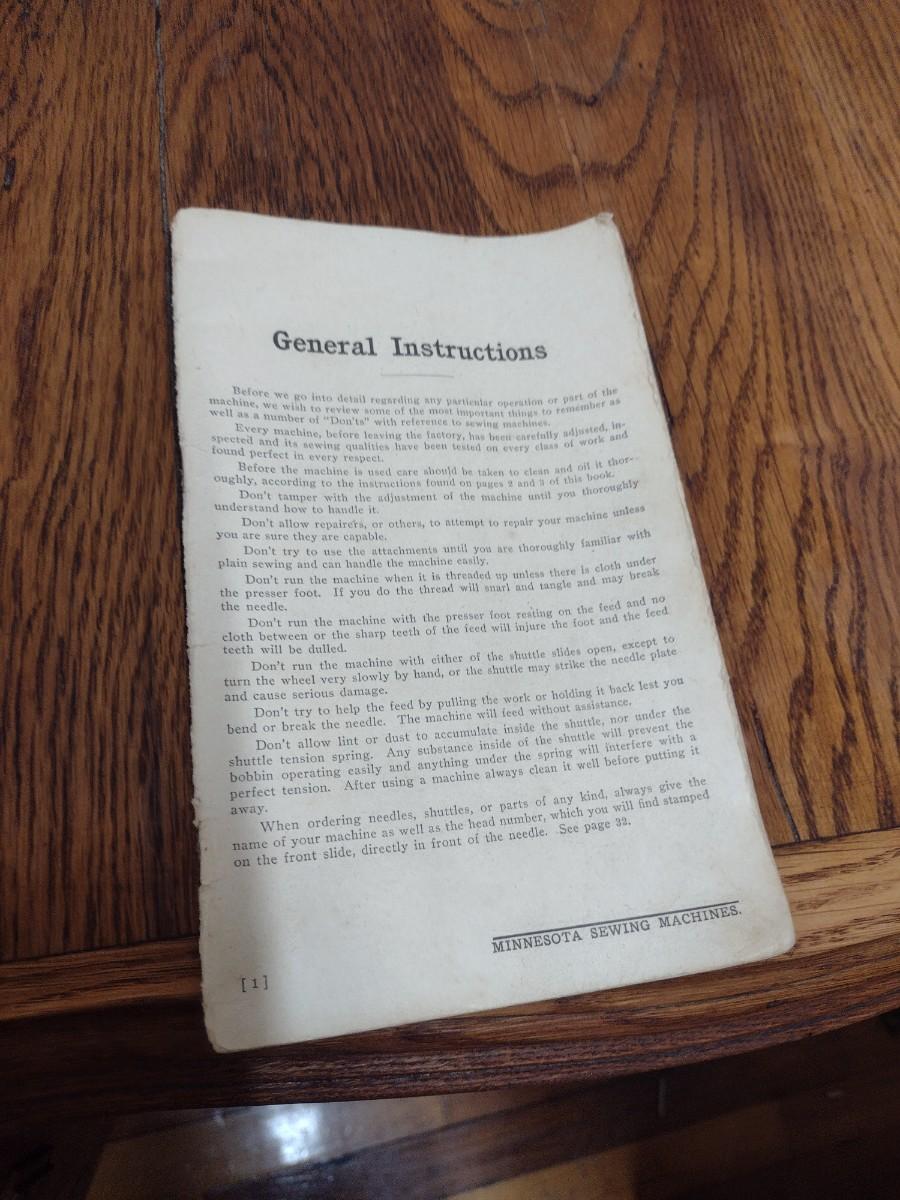 General Instructions
Before we go into detail regarding any particular operation or part of the
machine, we wish to review some of the most important things to remember as
well as a number of "Don'ts" with reference to sewing machines.
Every machine, before leaving the factory, has been carefully adjusted, in-
spected and its sewing qualities have been tested on every class of work and
found perfect in every respect.
Before the machine is used care should be taken to clean and oil it thor-
oughly, according to the instructions found on pages 2 and 3 of this book.
Don't tamper with the adjustment of the machine until you thoroughly
understand how to handle it.
Don't allow repairers, or others, to attempt to repair your machine unless
you are sure they are capable.
Don't try to use the attachments until you are thoroughly familiar with
plain sewing and can handle the machine easily.
Don't run the machine when it is threaded up unless there is cloth under
the presser foot. If you do the thread will snarl and tangle and may break
the needle.
Don't run the machine with the presser foot resting on the feed and no
cloth between or the sharp teeth of the feed will injure the foot and the feed
teeth will be dulled.
Don't run the machine with either of the shuttle slides open, except to
turn the wheel very slowly by hand, or the shuttle may strike the needle plate
and cause serious damage.
Don't try to help the feed by pulling the work or holding it back lest you
bend or break the needle. The machine will feed without assistance.
Don't allow lint or dust to accumulate inside the shuttle, nor under the
shuttle tension spring. Any substance inside of the shuttle will prevent the
bobbin operating easily and anything under the spring will interfere with a
perfect tension. After using a machine always clean it well before putting it
away.
When ordering needles, shuttles, or parts of any kind, always give the
name of your machine as well as the head number, which you will find stamped
on the front slide, directly in front of the needle. See page 32.
MINNESOTA SEWING MACHINES.
[1]